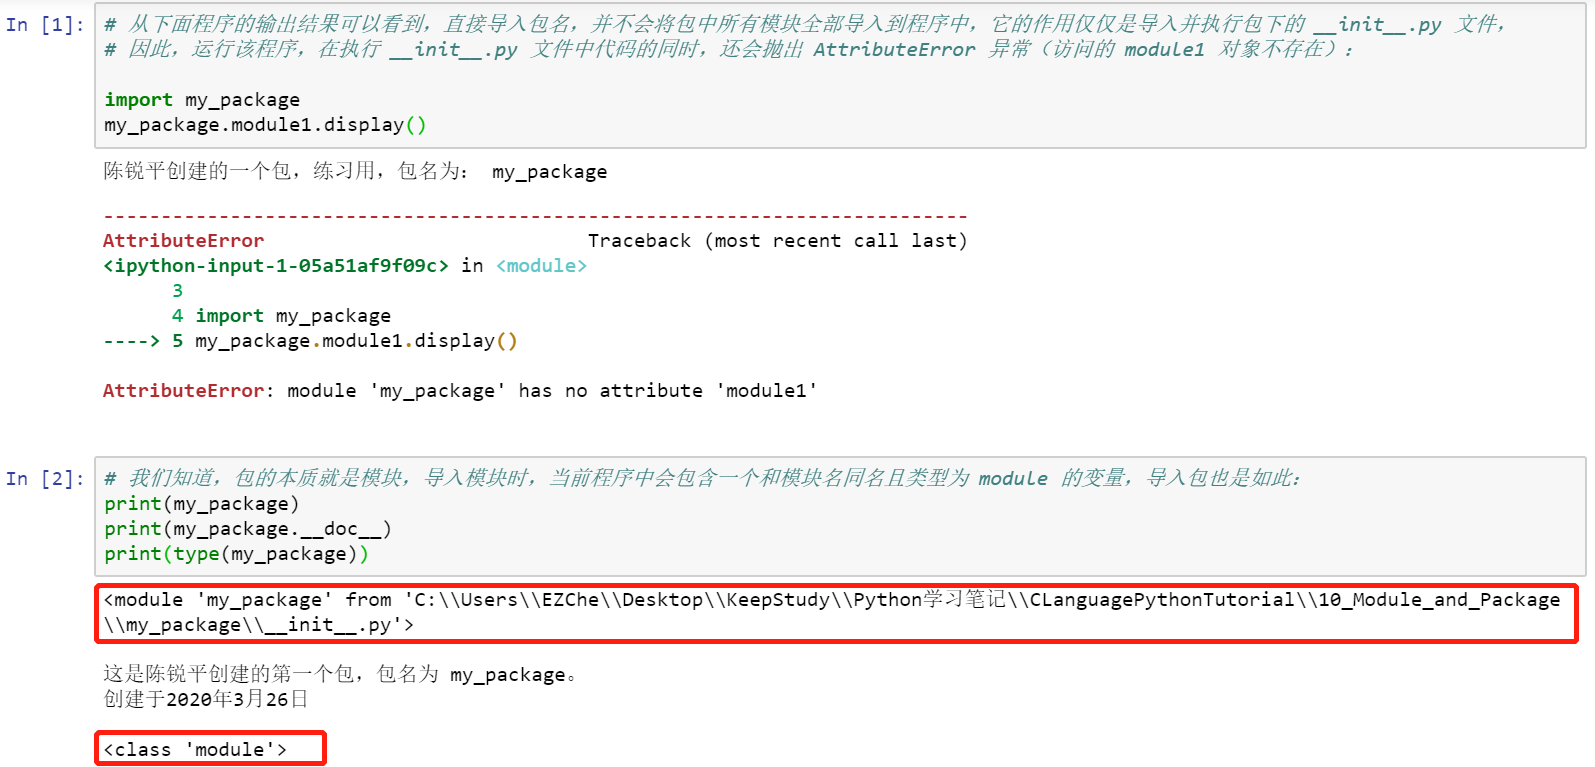 In [1]: # 从下面程序的输出结果可以看到，直接导入包名，并不会将包中所有模块全部导入到程序中，它的作用仅仅是导入并执行包下的 __init__.py 文件，
# 因此，运行该程序，在执行 __init__.py 文件中代码的同时，还会抛出 AttributeError 异常（访问的 module1 对象不存在）：
import my_package
my_package.module1.display()
陈锐平创建的一个包，练习用，包名为： my_package
---------------------------------------------------------------------------
AttributeError                            Traceback (most recent call last)
<ipython-input-1-05a51af9f09c> in <module>
      3
      4 import my_package
----> 5 my_package.module1.display()
AttributeError: module 'my_package' has no attribute 'module1'
In [2]: # 我们知道，包的本质就是模块，导入模块时，当前程序中会包含一个和模块名同名且类型为 module 的变量，导入包也是如此：
print(my_package)
print(my_package.__doc__)
print(type(my_package))
<module 'my_package' from 'C:\\Users\\EZChe\\Desktop\\KeepStudy\\Python学习笔记\\CLanguagePythonTutorial\\10_Module_and_Package
\\my_package\\__init__.py'>
这是陈锐平创建的第一个包，包名为 my_package。
创建于2020年3月26日
<class 'module'>